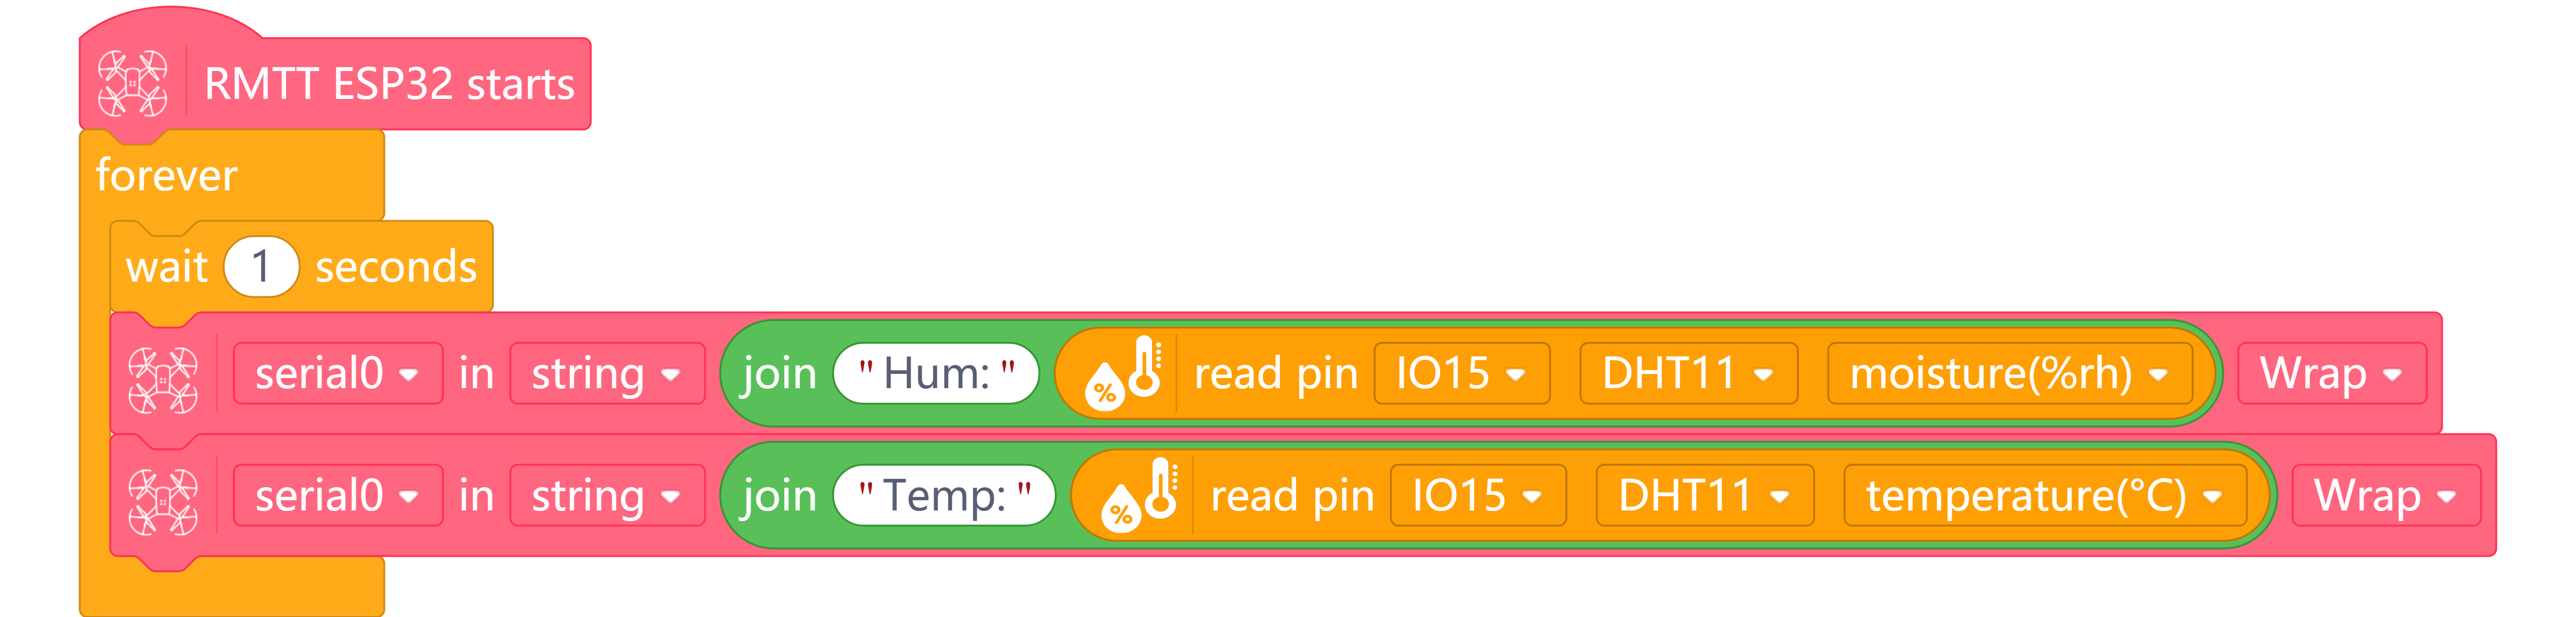 RMTT ESP32 starts
forever
wait 1 seconds
serial0 in string join "Hum:" % read pin IO15 DHT11 moisture(%rh) Wrap
serial0 in string join "Temp:" % read pin IO15 DHT11 temperature(°C) Wrap